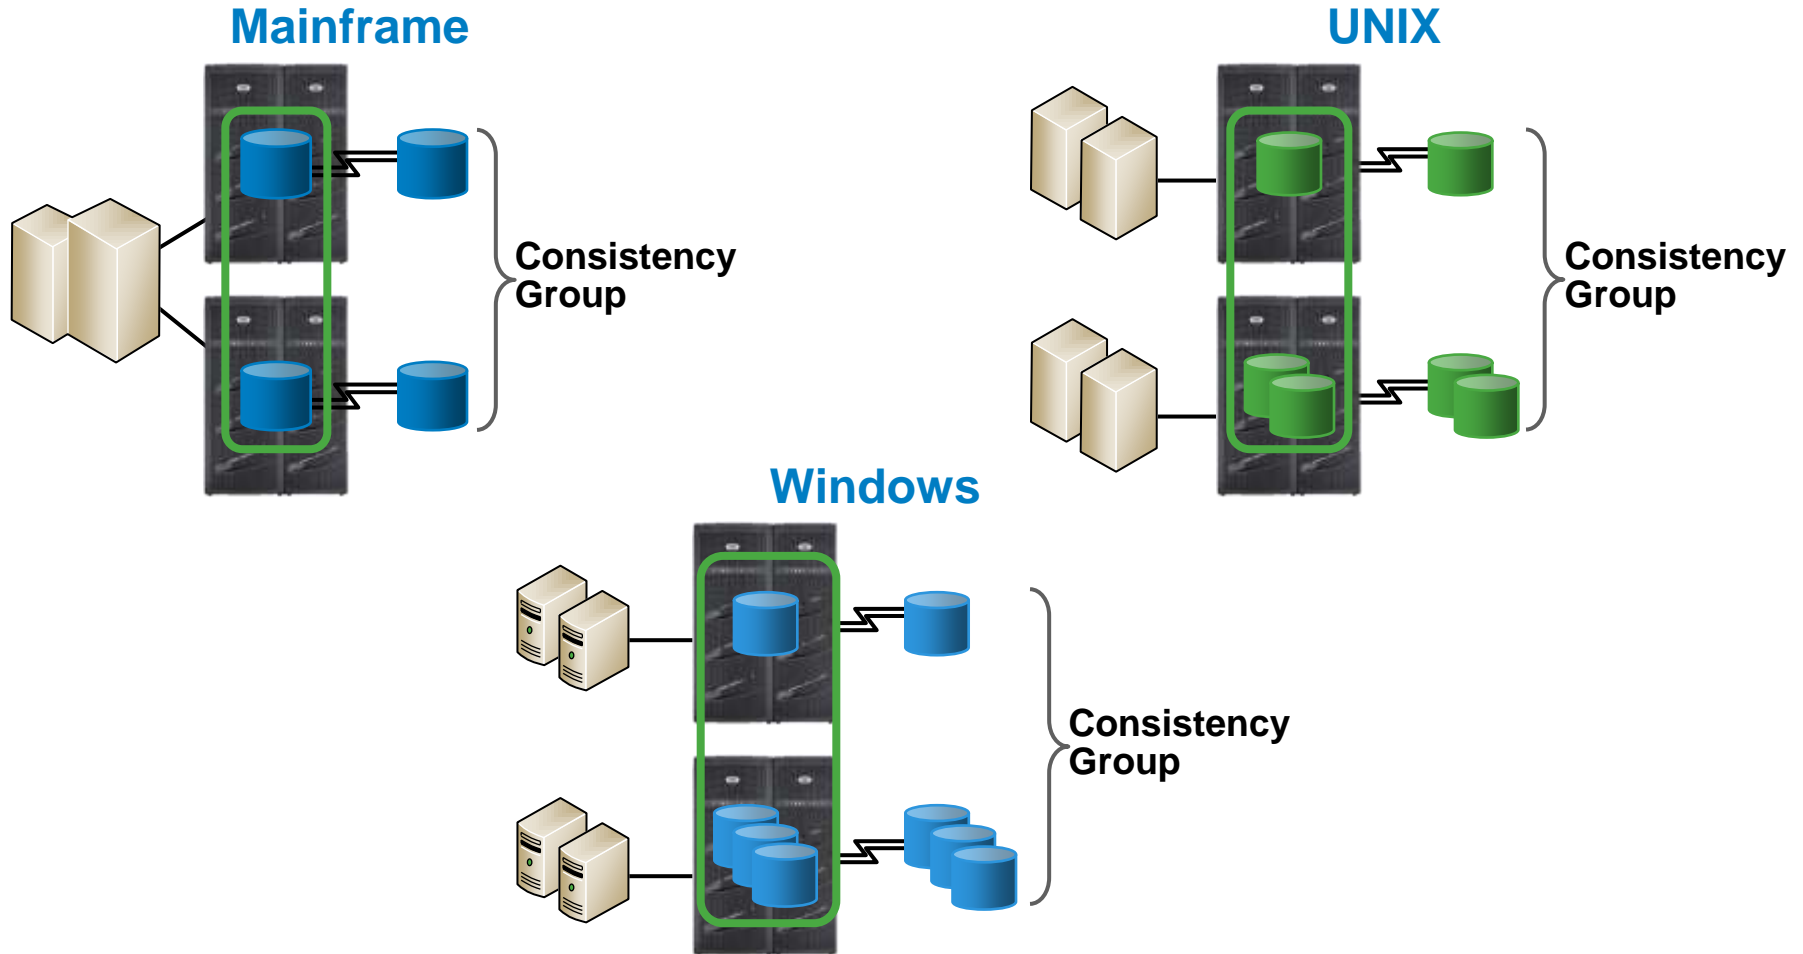 Mainframe
UNIX
Consistency
Group
Consistency
Group
Windows
Consistency
Group